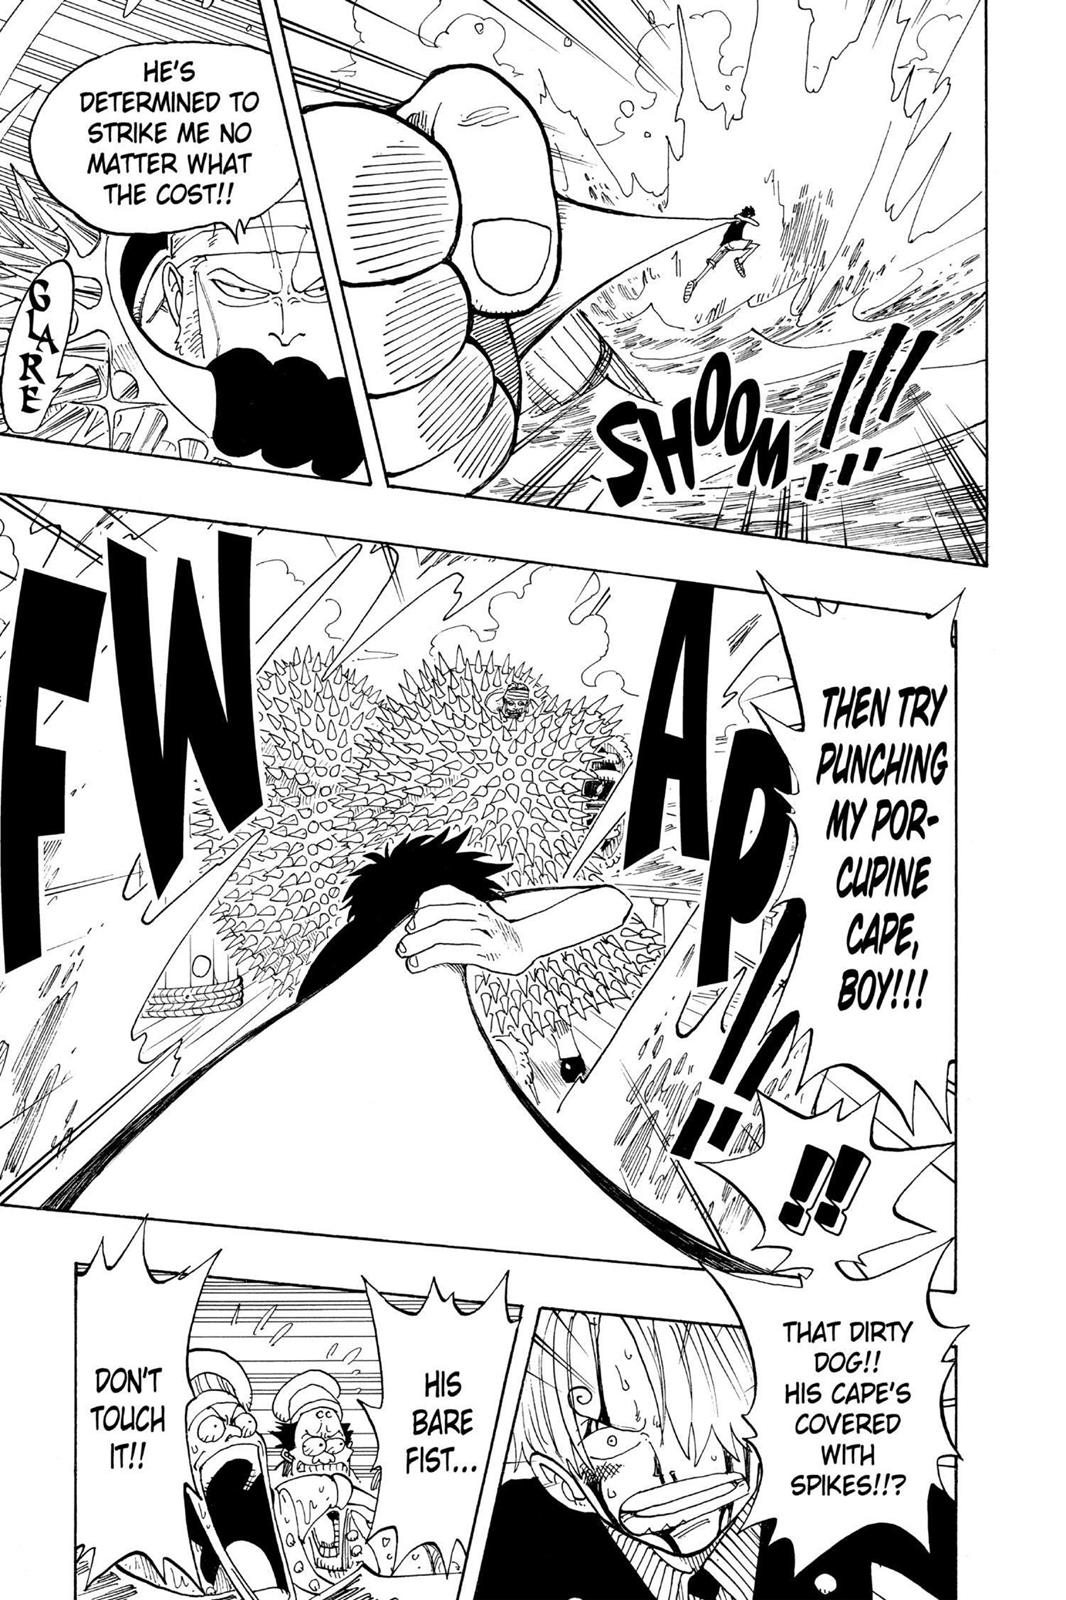 SHOOM!!!
HE'S
DETERMINED TO
STRIKE ME NO
MATTER WHAT
THE COST!!
GLARE
THEN TRY
PUNCHING
MY POR-
CUPINE
CAPE,
BOY!!!
FWAP!!
!!
THAT DIRTY
DOG!!
HIS CAPE'S
COVERED
WITH
SPIKES!!?
HIS
BARE
FIST...
DON'T
TOUCH
IT!!